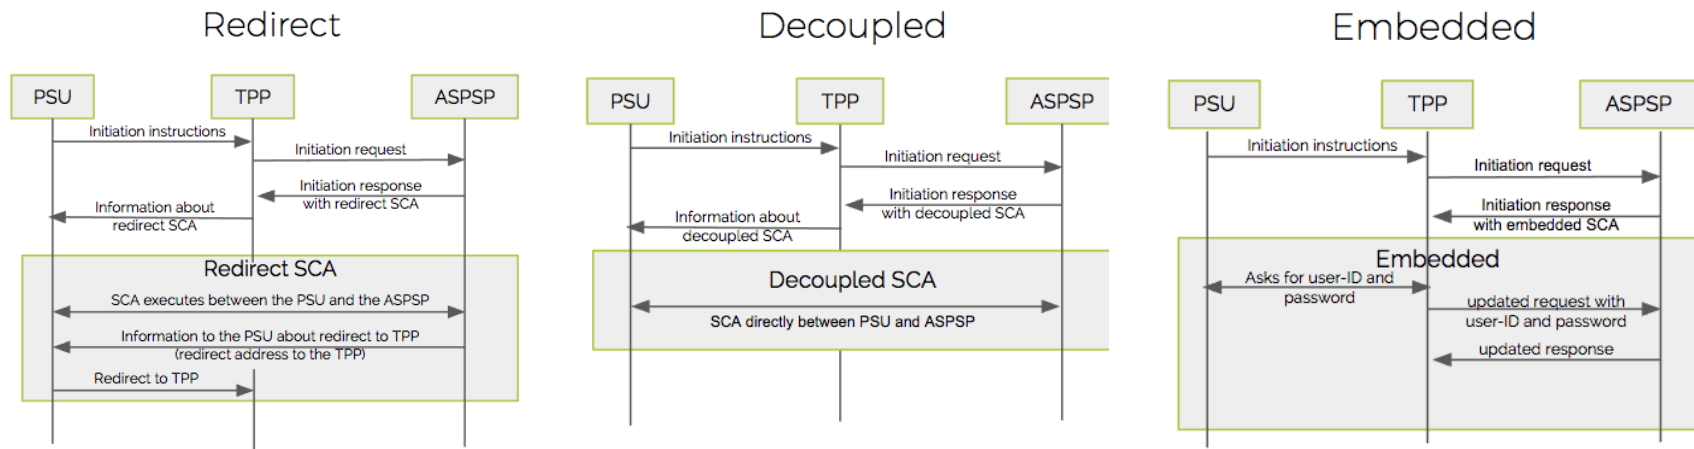 Redirect
PSU
TPP
ASPSP
Initiation instructions
Initiation request
Initiation response
with redirect SCA
Information about
redirect SCA
Redirect SCA
SCA executes between the PSU and the ASPSP
Information to the PSU about redirect to TPP
(redirect address to the TPP)
Redirect to TPP
Decoupled
PSU
TPP
ASPSP
Initiation instructions
Initiation request
Initiation response
with decoupled SCA
Information about
decoupled SCA
Decoupled SCA
SCA directly between PSU and ASPSP
Embedded
PSU
TPP
ASPSP
Initiation instructions
Initiation request
Initiation response
with embedded SCA
Embedded
Asks for user-ID and
password
updated request with
user-ID and password
updated response